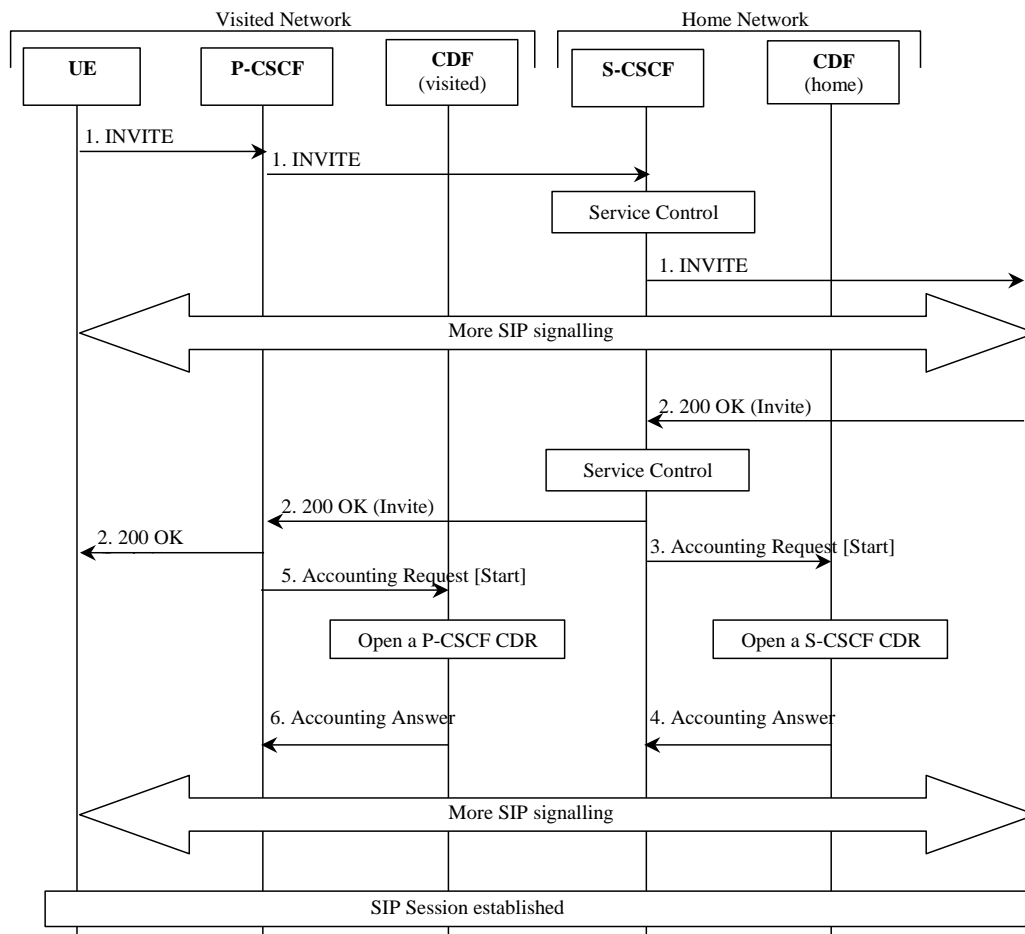 Visited Network
Home Network
UE
P-CSCF
CDF
(visited)
S-CSCF
CDF
(home)
1. INVITE
1. INVITE
Service Control
1. INVITE
More SIP signalling
2. 200 OK (Invite)
Service Control
2. 200 OK (Invite)
2. 200 OK
3. Accounting Request [Start]
5. Accounting Request [Start]
Open a P-CSCF CDR
Open a S-CSCF CDR
6. Accounting Answer
4. Accounting Answer
More SIP signalling
SIP Session established